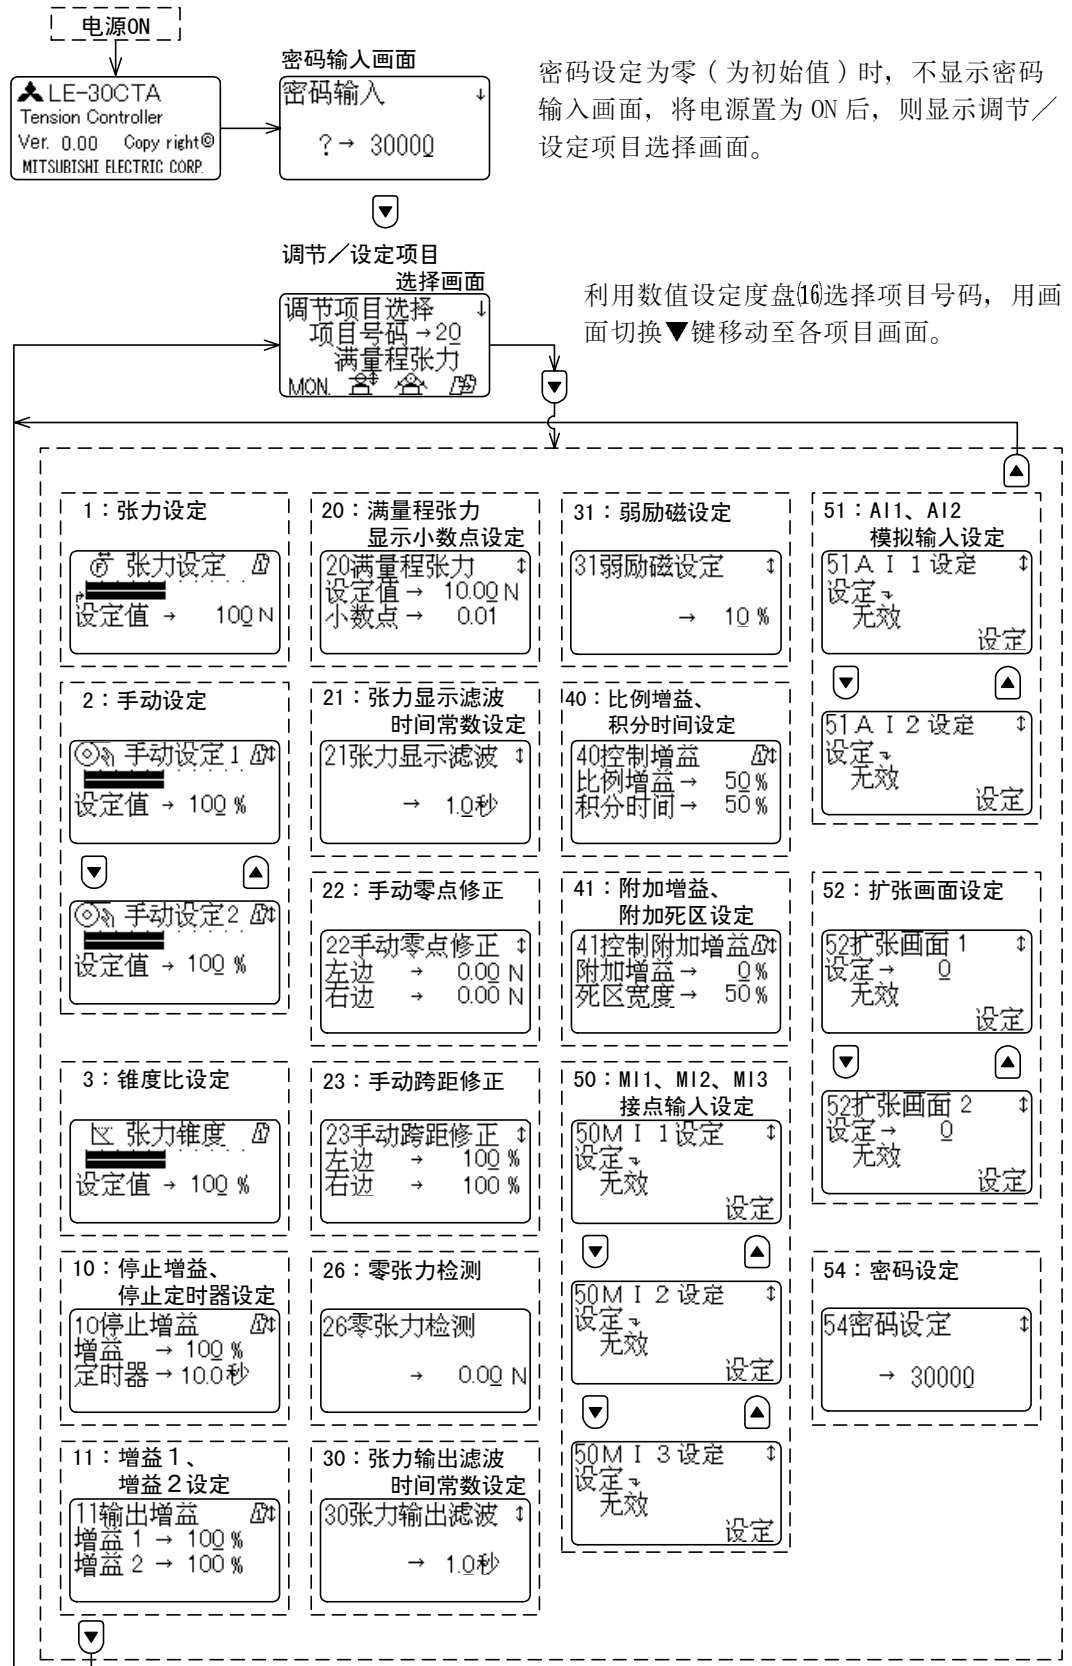 电源ON
LE-30CTA
Tension Controller
Ver. 0.00 Copy right©
MITSUBISHI ELECTRIC CORP.
密码输入画面
密码输入 ↓
?→ 30000
密码设定为零（为初始值）时，不显示密码
输入画面，将电源置为 ON 后，则显示调节／
设定项目选择画面。
▼
调节／设定项目
选择画面
调节项目选择 ↓
项目号码→20
满量程张力
MON.
利用数值设定度盘⒃选择项目号码，用画
面切换▼键移动至各项目画面。
▼
▲
1：张力设定
张力设定
设定值 → 100 N
2：手动设定
手动设定1
设定值 → 100 %
▼ ▲
手动设定2
设定值 → 100 %
3：锥度比设定
张力锥度
设定值 → 100 %
10：停止增益、
停止定时器设定
10停止增益
增益 → 100 %
定时器→10.0秒
11：增益１、
增益２设定
11输出增益
增益 1 → 100 %
增益 2 → 100 %
▼
20：满量程张力
显示小数点设定
20满量程张力 ↕
设定值→ 10.00 N
小数点→ 0.01
21：张力显示滤波
时间常数设定
21张力显示滤波 ↕
→ 1.0秒
22：手动零点修正
22手动零点修正 ↕
左边 → 0.00 N
右边 → 0.00 N
23：手动跨距修正
23手动跨距修正 ↕
左边 → 100 %
右边 → 100 %
26：零张力检测
26零张力检测
→ 0.00 N
30：张力输出滤波
时间常数设定
30张力输出滤波 ↕
→ 1.0秒
31：弱励磁设定
31弱励磁设定 ↕
→ 10 %
40：比例增益、
积分时间设定
40控制增益
比例增益→ 50 %
积分时间→ 50 %
41：附加增益、
附加死区设定
41控制附加增益
附加增益→ 0 %
死区宽度→ 50 %
50：MI1、MI2、MI3
接点输入设定
50M I 1设定 ↕
设定
无效
设定
▼ ▲
50M I 2设定 ↕
设定
无效
设定
▼ ▲
50M I 3设定 ↕
设定
无效
设定
51：AI1、AI2
模拟输入设定
51A I 1设定 ↕
设定
无效
设定
▼ ▲
51A I 2设定 ↕
设定
无效
设定
52：扩张画面设定
52扩张画面 1 ↕
设定→ 0
无效
设定
▼ ▲
52扩张画面 2 ↕
设定→ 0
无效
设定
54：密码设定
54密码设定 ↕
→ 30000